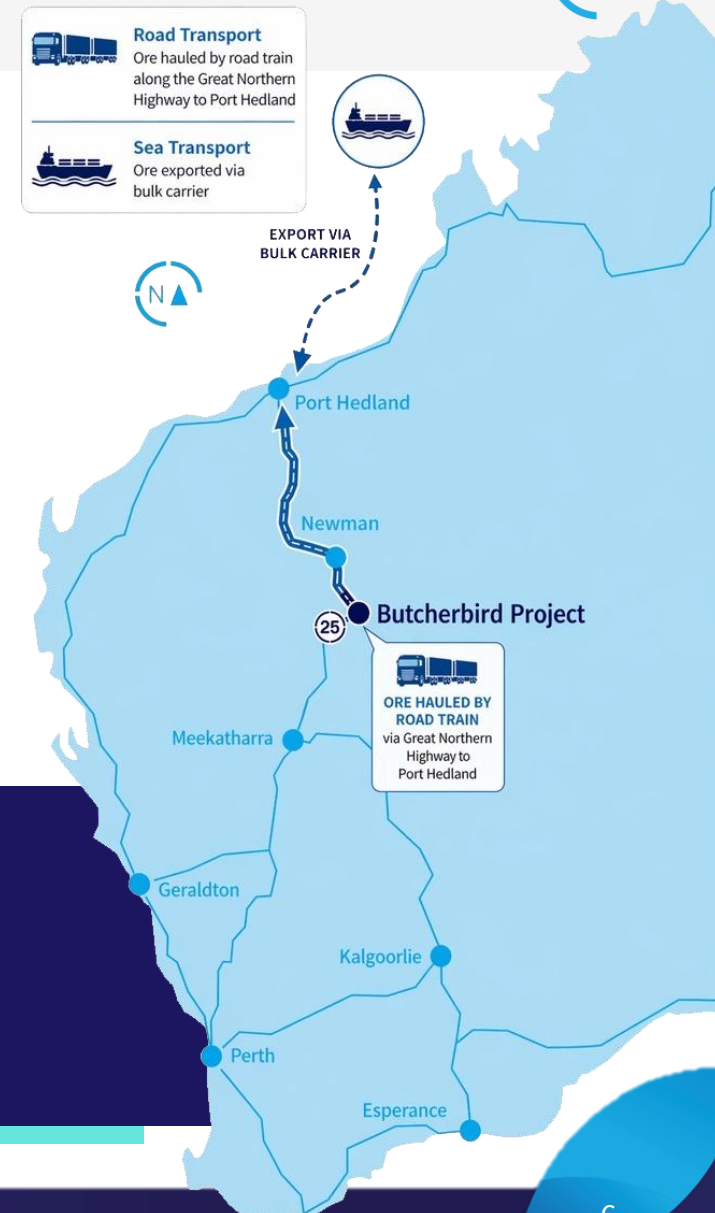 Road Transport
Ore hauled by road train
along the Great Northern
Highway to Port Hedland
Sea Transport
Ore exported via
bulk carrier
EXPORT VIA
BULK CARRIER
N
Port Hedland
Newman
Butcherbird Project
25
ORE HAULED BY
ROAD TRAIN
via Great Northern
Highway to
Port Hedland
Meekatharra
Geraldton
Kalgoorlie
Perth
Esperance